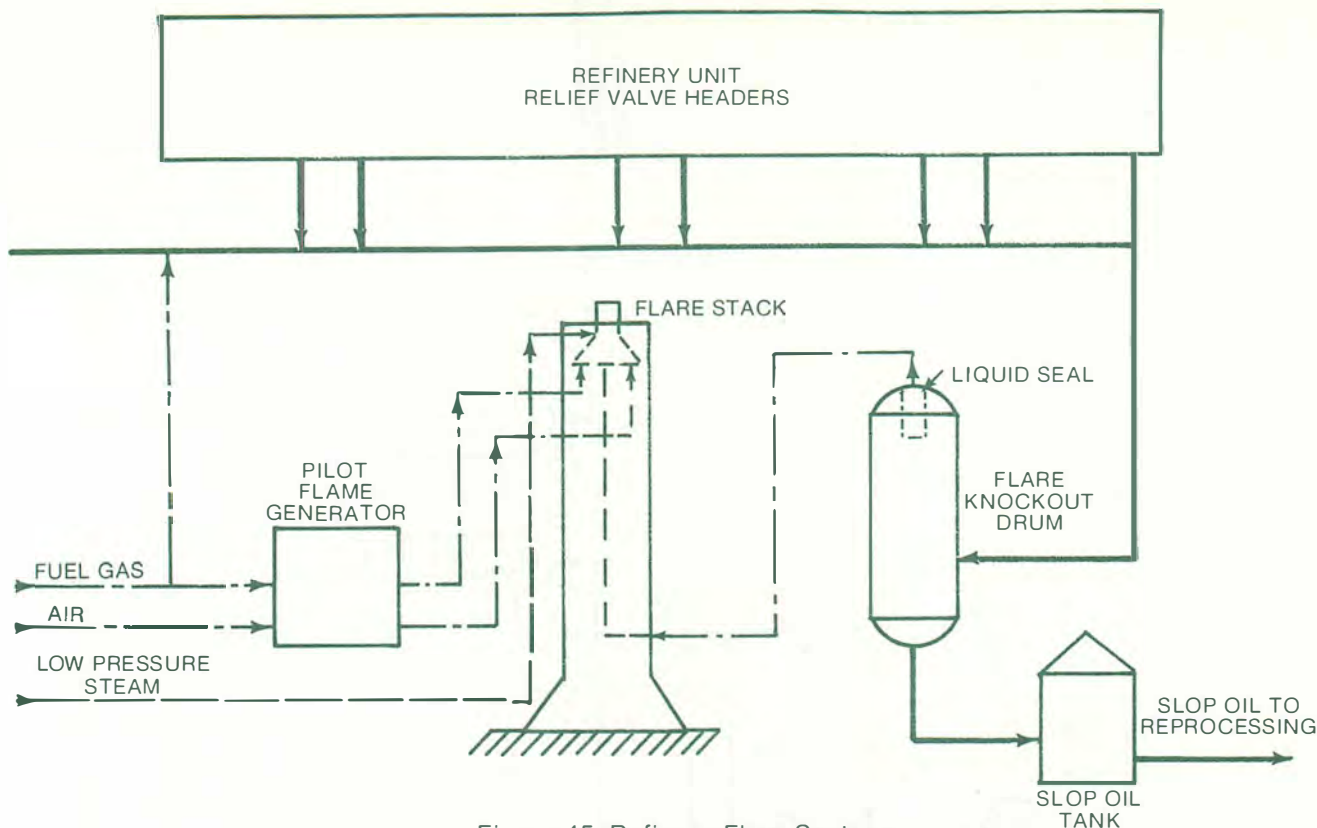 REFINERY UNIT
RELIEF VALVE HEADERS
FLARE STACK
LIQUID SEAL
PILOT
FLAME
GENERATOR
FLARE
KNOCKOUT
DRUM
FUEL GAS
AIR
LOW PRESSURE
STEAM
SLOP OIL TO
REPROCESSING
SLOP OIL
TANK